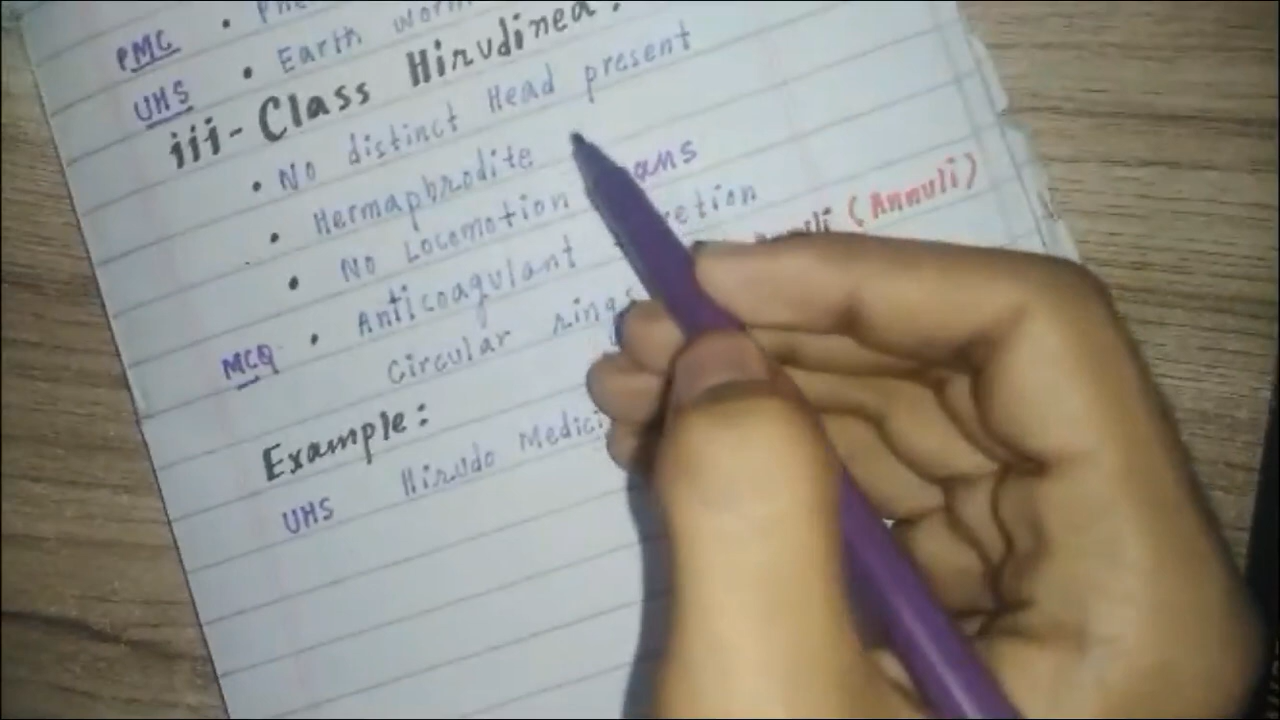 PMC •
UHS • Earth worm
iii- Class Hirudinea:
• No distinct Head present
• Hermaphrodite
• No Locomotion
MCQ • Anticoagulant
Circular rings (Annuli)
Example:
UHS Hirudo